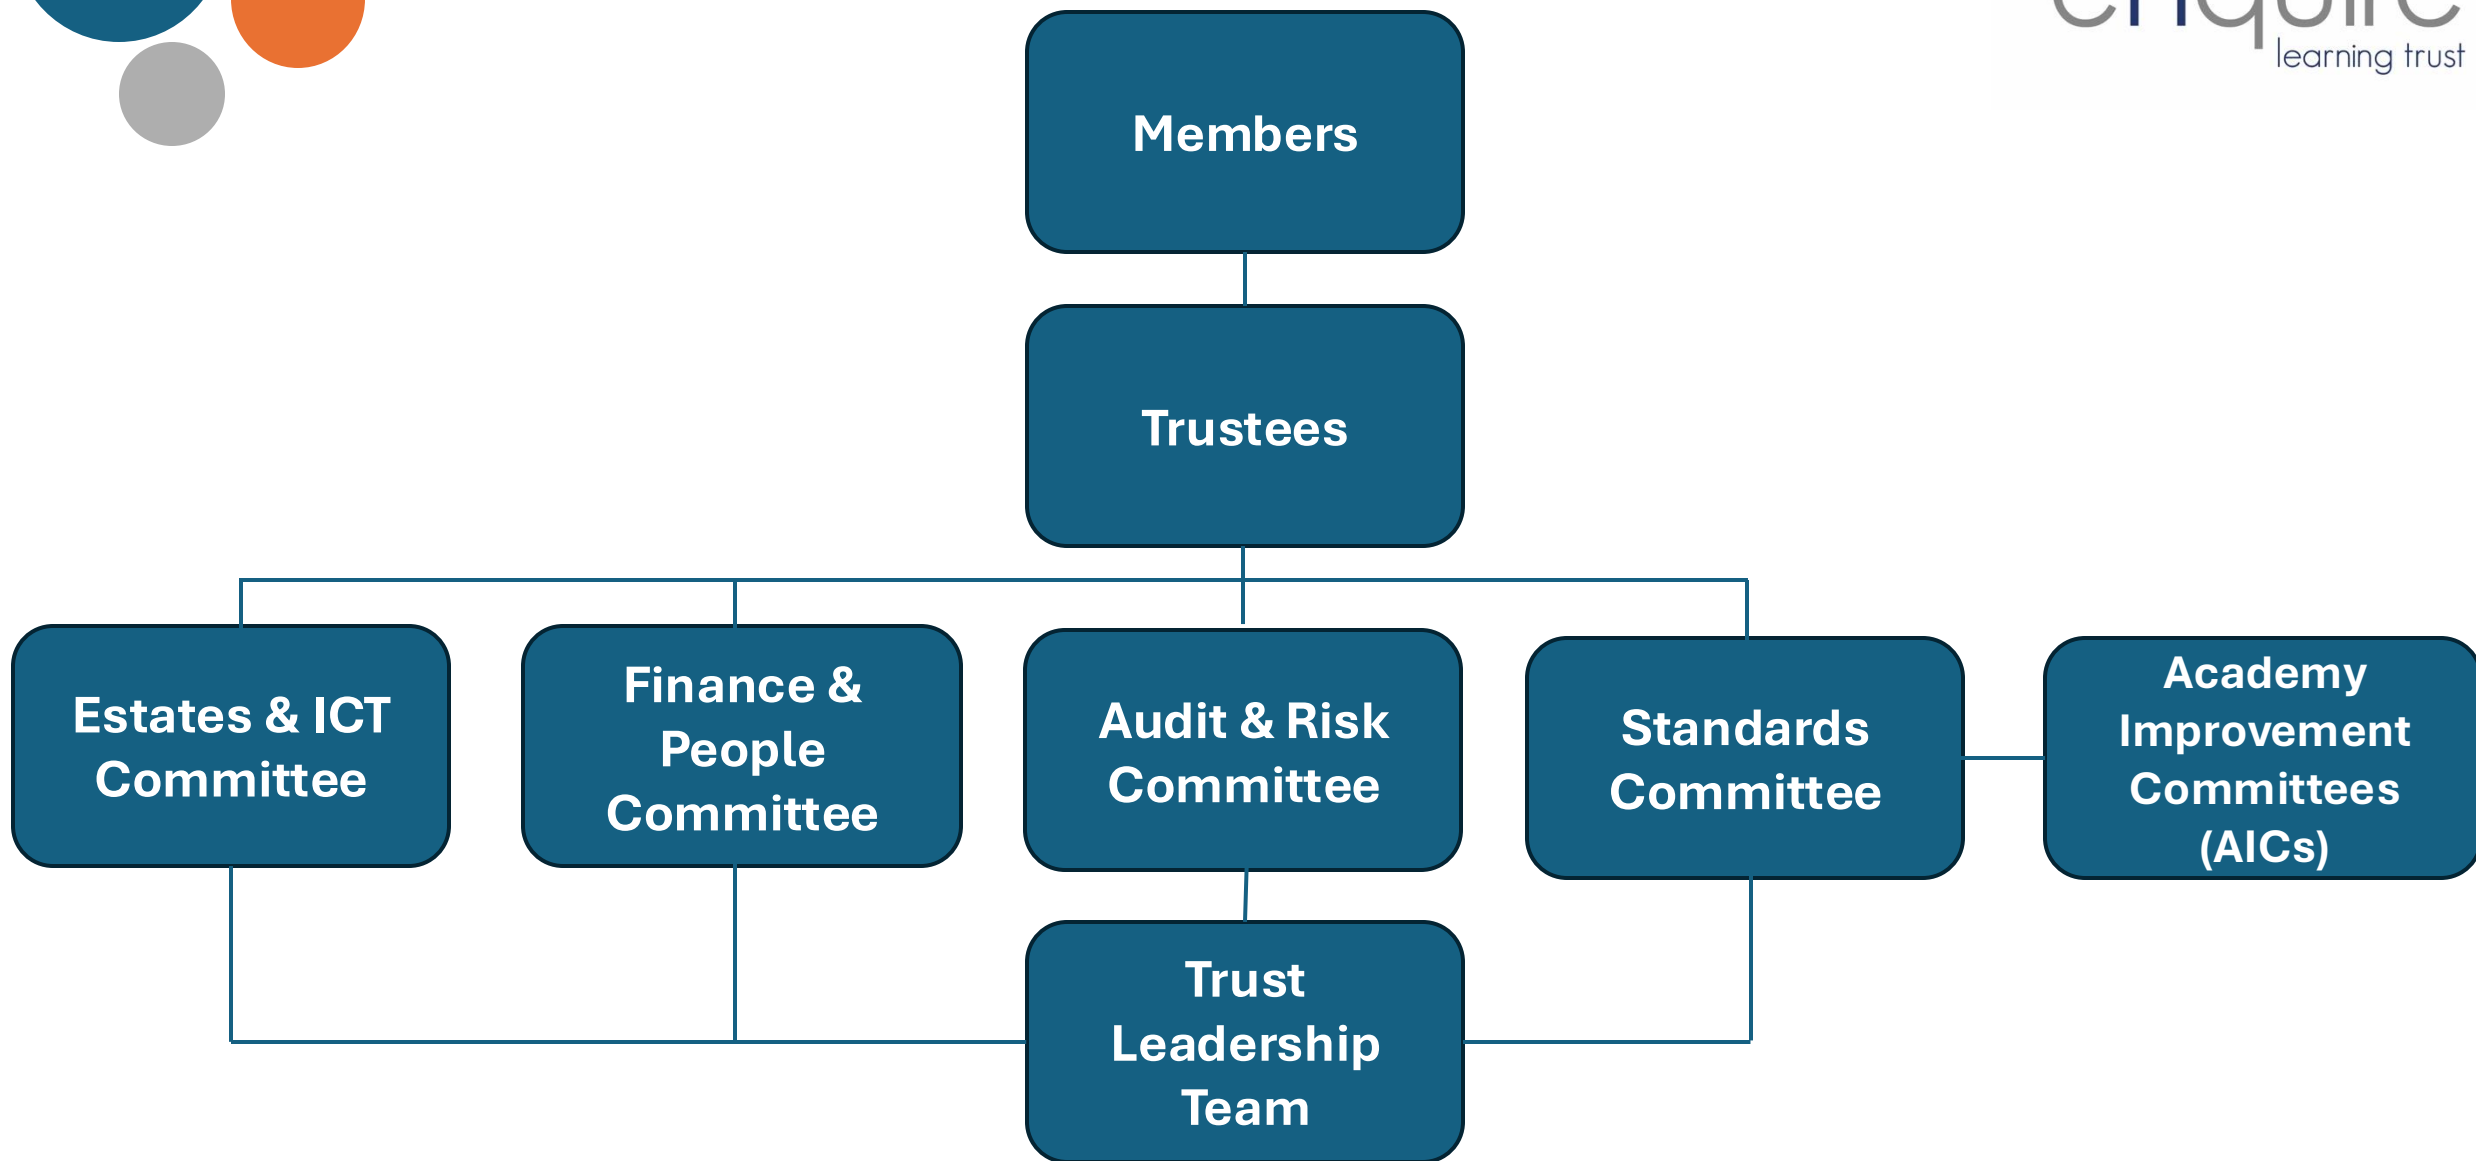 enquire
learning trust
Members
Trustees
Estates & ICT
Committee
Finance &
People
Committee
Audit & Risk
Committee
Standards
Committee
Academy
Improvement
Committees
(AICs)
Trust
Leadership
Team